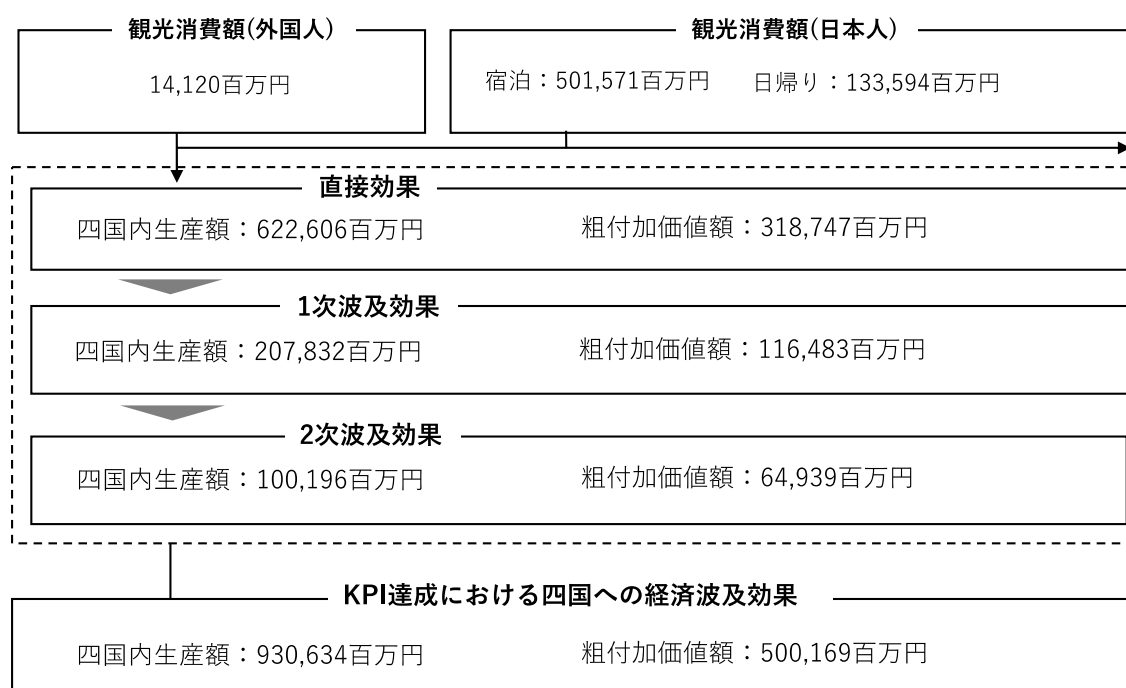 観光消費額(外国人)
14,120百万円
観光消費額(日本人)
宿泊：501,571百万円 日帰り：133,594百万円
直接効果
四国内生産額：622,606百万円 粗付加価値額：318,747百万円
1次波及効果
四国内生産額：207,832百万円 粗付加価値額：116,483百万円
2次波及効果
四国内生産額：100,196百万円 粗付加価値額：64,939百万円
KPI達成における四国への経済波及効果
四国内生産額：930,634百万円 粗付加価値額：500,169百万円